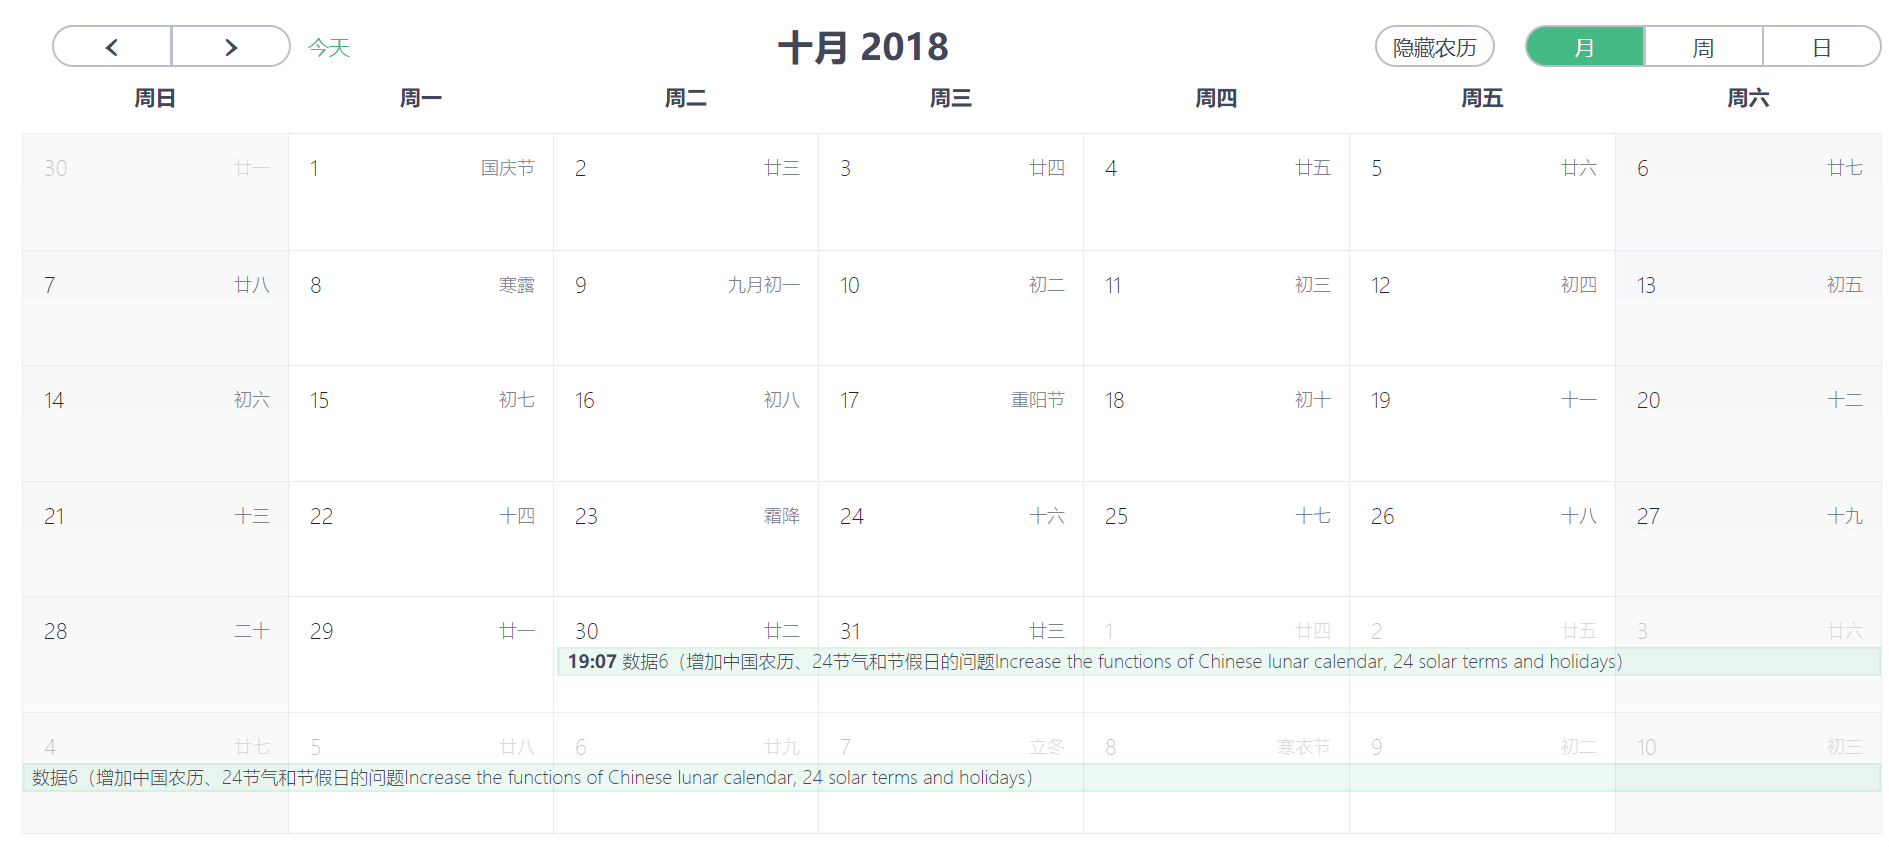 今天 十月 2018 隐藏农历 月 周 日
周日 周一 周二 周三 周四 周五 周六
30 廿一 1 国庆节 2 廿三 3 廿四 4 廿五 5 廿六 6 廿七
7 廿八 8 寒露 9 九月初一 10 初二 11 初三 12 初四 13 初五
14 初六 15 初七 16 初八 17 重阳节 18 初十 19 十一 20 十二
21 十三 22 十四 23 霜降 24 十六 25 十七 26 十八 27 十九
28 二十 29 廿一 30 廿二 31 廿三 1 廿四 2 廿五 3 廿六
19:07 数据6（增加中国农历、24节气和节假日的问题Increase the functions of Chinese lunar calendar, 24 solar terms and holidays）
4 廿七 5 廿八 6 廿九 7 立冬 8 寒衣节 9 初二 10 初三
数据6（增加中国农历、24节气和节假日的问题Increase the functions of Chinese lunar calendar, 24 solar terms and holidays）